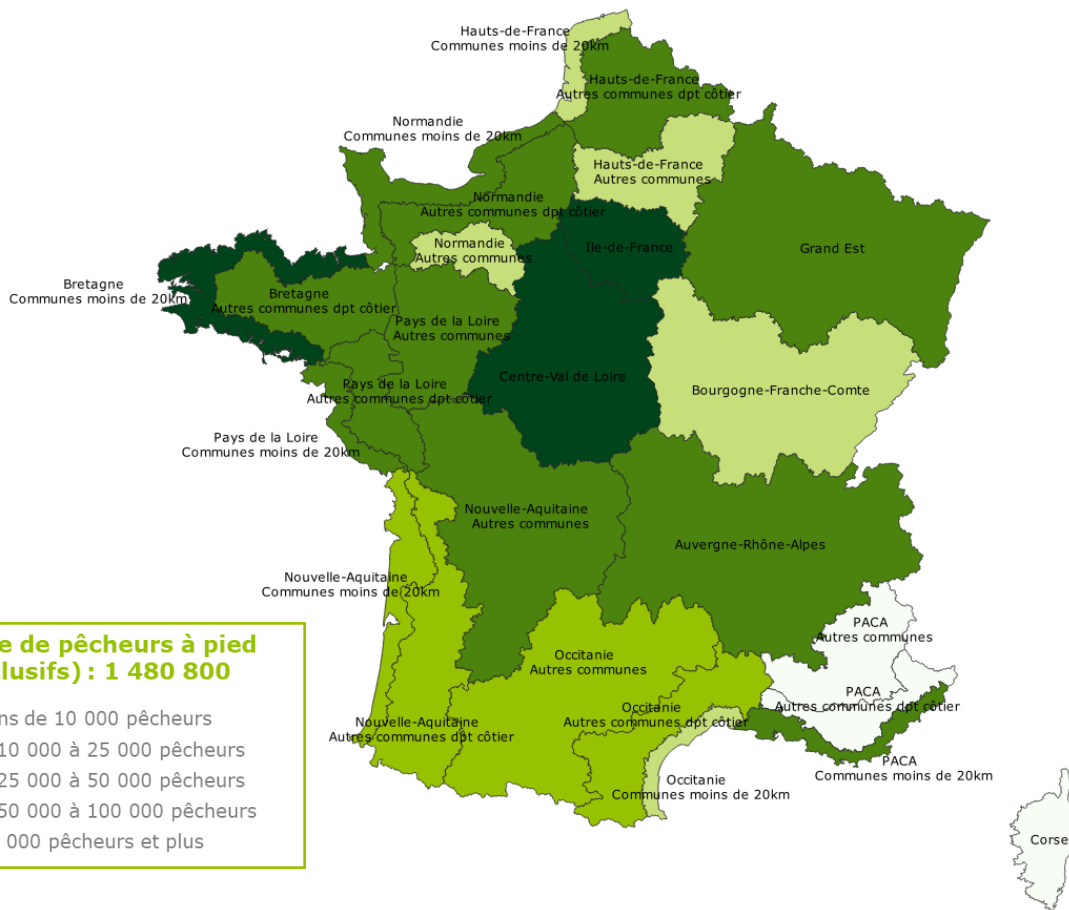 Hauts-de-France
Communes moins de 20km
Hauts-de-France
Autres communes dpt côtier
Normandie
Communes moins de 20km
Hauts-de-France
Autres communes
Normandie
Autres communes dpt côtier
Normandie
Autres communes
Ile-de-France
Grand Est
Bretagne
Communes moins de 20km
Bretagne
Autres communes dpt côtier
Pays de la Loire
Autres communes
Centre-Val de Loire
Bourgogne-Franche-Comte
Pays de la Loire
Autres communes dpt côtier
Pays de la Loire
Communes moins de 20km
Nouvelle-Aquitaine
Autres communes
Auvergne-Rhône-Alpes
Nouvelle-Aquitaine
Communes moins de 20km
PACA
Autres communes
Occitanie
Autres communes
PACA
Autres communes dpt côtier
Occitanie
Autres communes dpt côtier
Nouvelle-Aquitaine
Autres communes dpt côtier
PACA
Communes moins de 20km
Occitanie
Communes moins de 20km
Corse
e de pêcheurs à pied
lusifs) : 1 480 800
ns de 10 000 pêcheurs
10 000 à 25 000 pêcheurs
25 000 à 50 000 pêcheurs
50 000 à 100 000 pêcheurs
000 pêcheurs et plus